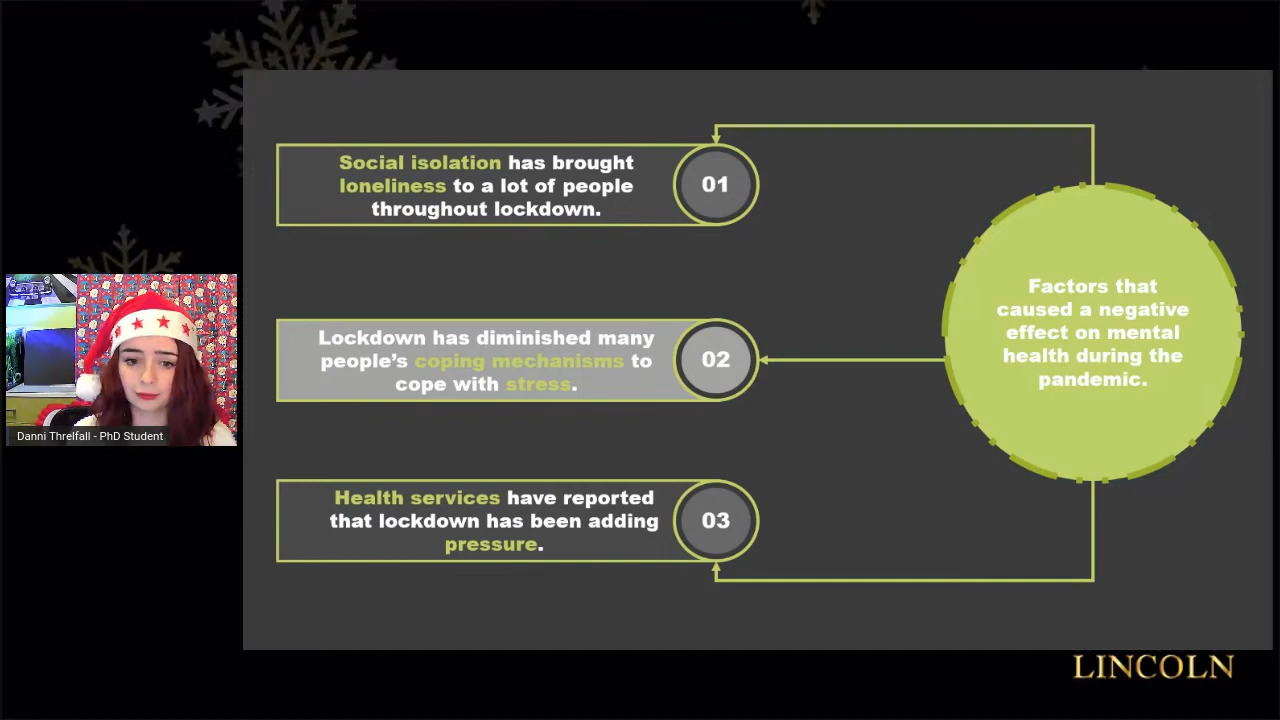 Social isolation has brought
loneliness to a lot of people
throughout lockdown.
01
Lockdown has diminished many
people’s coping mechanisms to
cope with stress.
02
Health services have reported
that lockdown has been adding
pressure.
03
Factors that
caused a negative
effect on mental
health during the
pandemic.
Danni Threlfall - PhD Student
LINCOLN